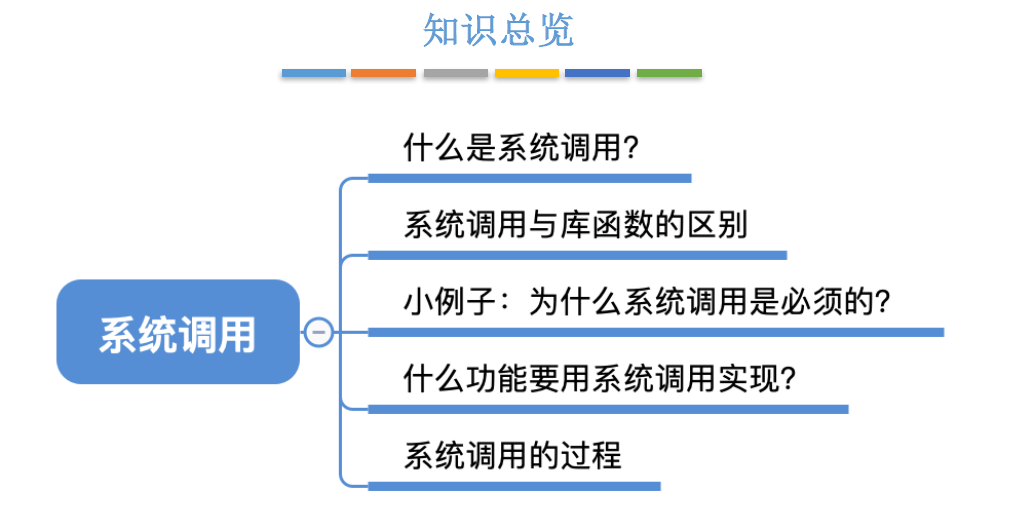 知识总览
什么是系统调用？
系统调用与库函数的区别
系统调用
小例子：为什么系统调用是必须的？
什么功能要用系统调用实现？
系统调用的过程